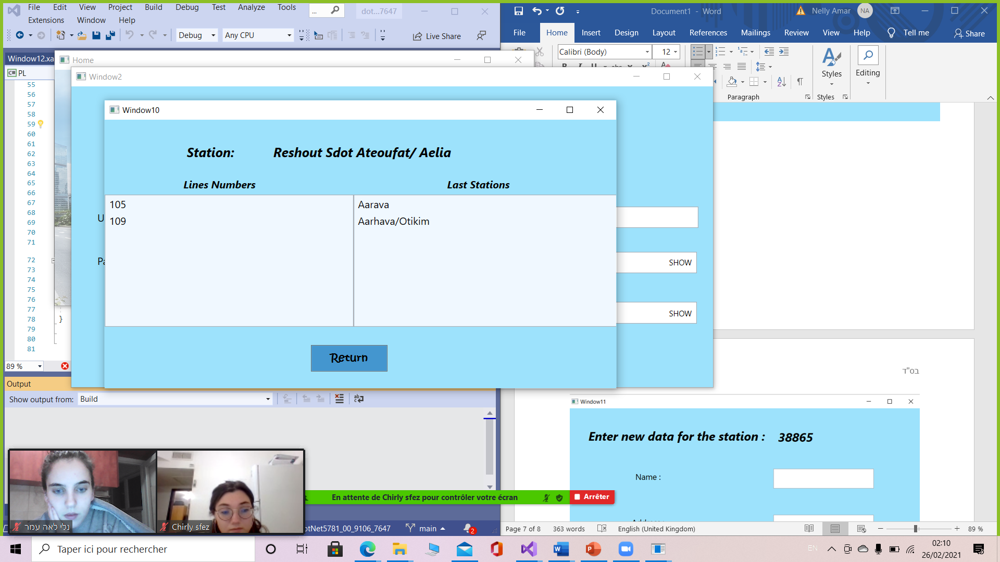 File Edit View Project Build Debug Test Analyze Tools
... dot...7647
Extensions Window Help
Debug Any CPU Live Share
Window12.xa
C# PL
55
56
57
58
59
60
61
62
63
64
65
66
67
68
69
70
71
72
73
74
75
76
77
78 }
79
80
81
89 %
Home
Window2
U
Pa
SHOW
SHOW
Window10
Station: Reshout Sdot Ateoufat/ Aelia
Lines Numbers Last Stations
105 Aarava
109 Aarhava/Otikim
Return
Output
Show output from: Build
Document1 - Word Nelly Amar NA
File Home Insert Design Layout References Mailings Review View Help Tell me Share
Calibri (Body) 12
Styles Editing
Paragraph Styles
בס"ד
Window11
Enter new data for the station : 38865
Name :
En attente de Chirly sfez pour contrôler votre écran Arrêter
נלי לאה עמר Chirly sfez
otNet5781_00_9106_7647 main 2
Page 7 of 8 363 words English (United Kingdom) 89 %
Taper ici pour rechercher
EN 02:10
26/02/2021